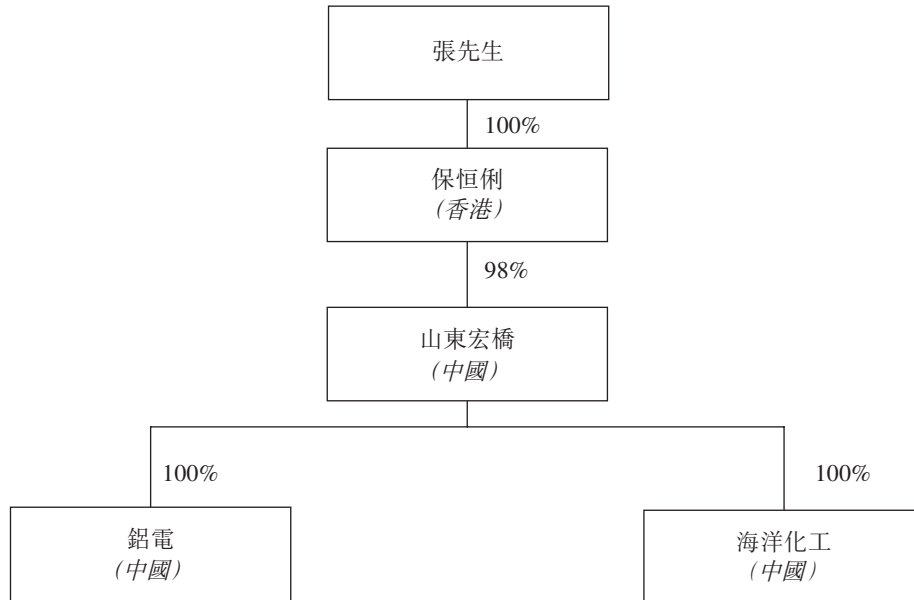 張先生
100%
保恒俐
(香港)
98%
山東宏橋
(中國)
100%
100%
鋁電
(中國)
海洋化工
(中國)